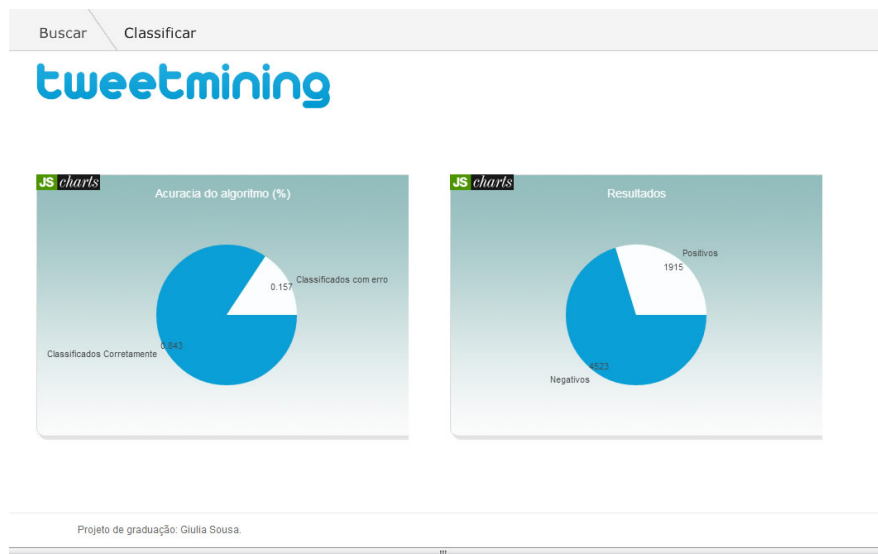 Buscar Classificar
tweetmining
JS charts
Acuracia do algoritmo (%)
Classificados com erro
0.157
0.843
Classificados Corretamente
JS charts
Resultados
Positivos
1915
4523
Negativos
Projeto de graduação: Giulia Sousa.